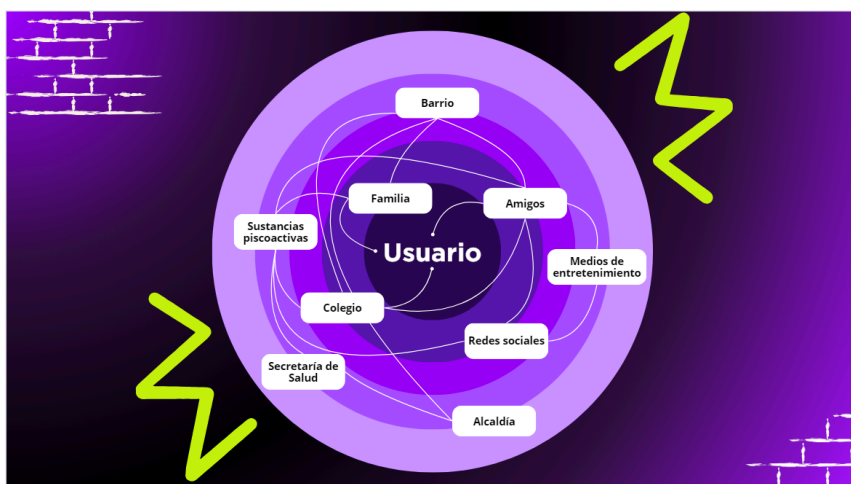 Barrio
Familia
Amigos
Sustancias
piscoactivas
Usuario
Medios de
entretenimiento
Colegio
Redes sociales
Secretaría de
Salud
Alcaldía